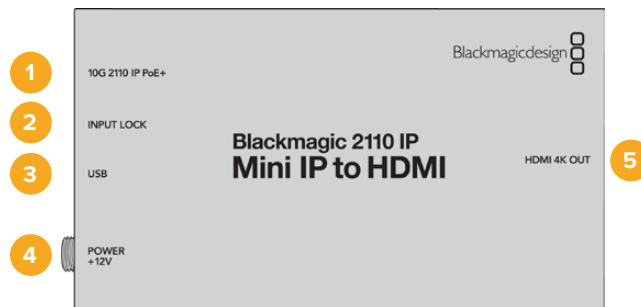 1
10G 2110 IP PoE+
2
INPUT LOCK
3
USB
4
POWER
+12V
Blackmagicdesign
Blackmagic 2110 IP
Mini IP to HDMI
HDMI 4K OUT
5